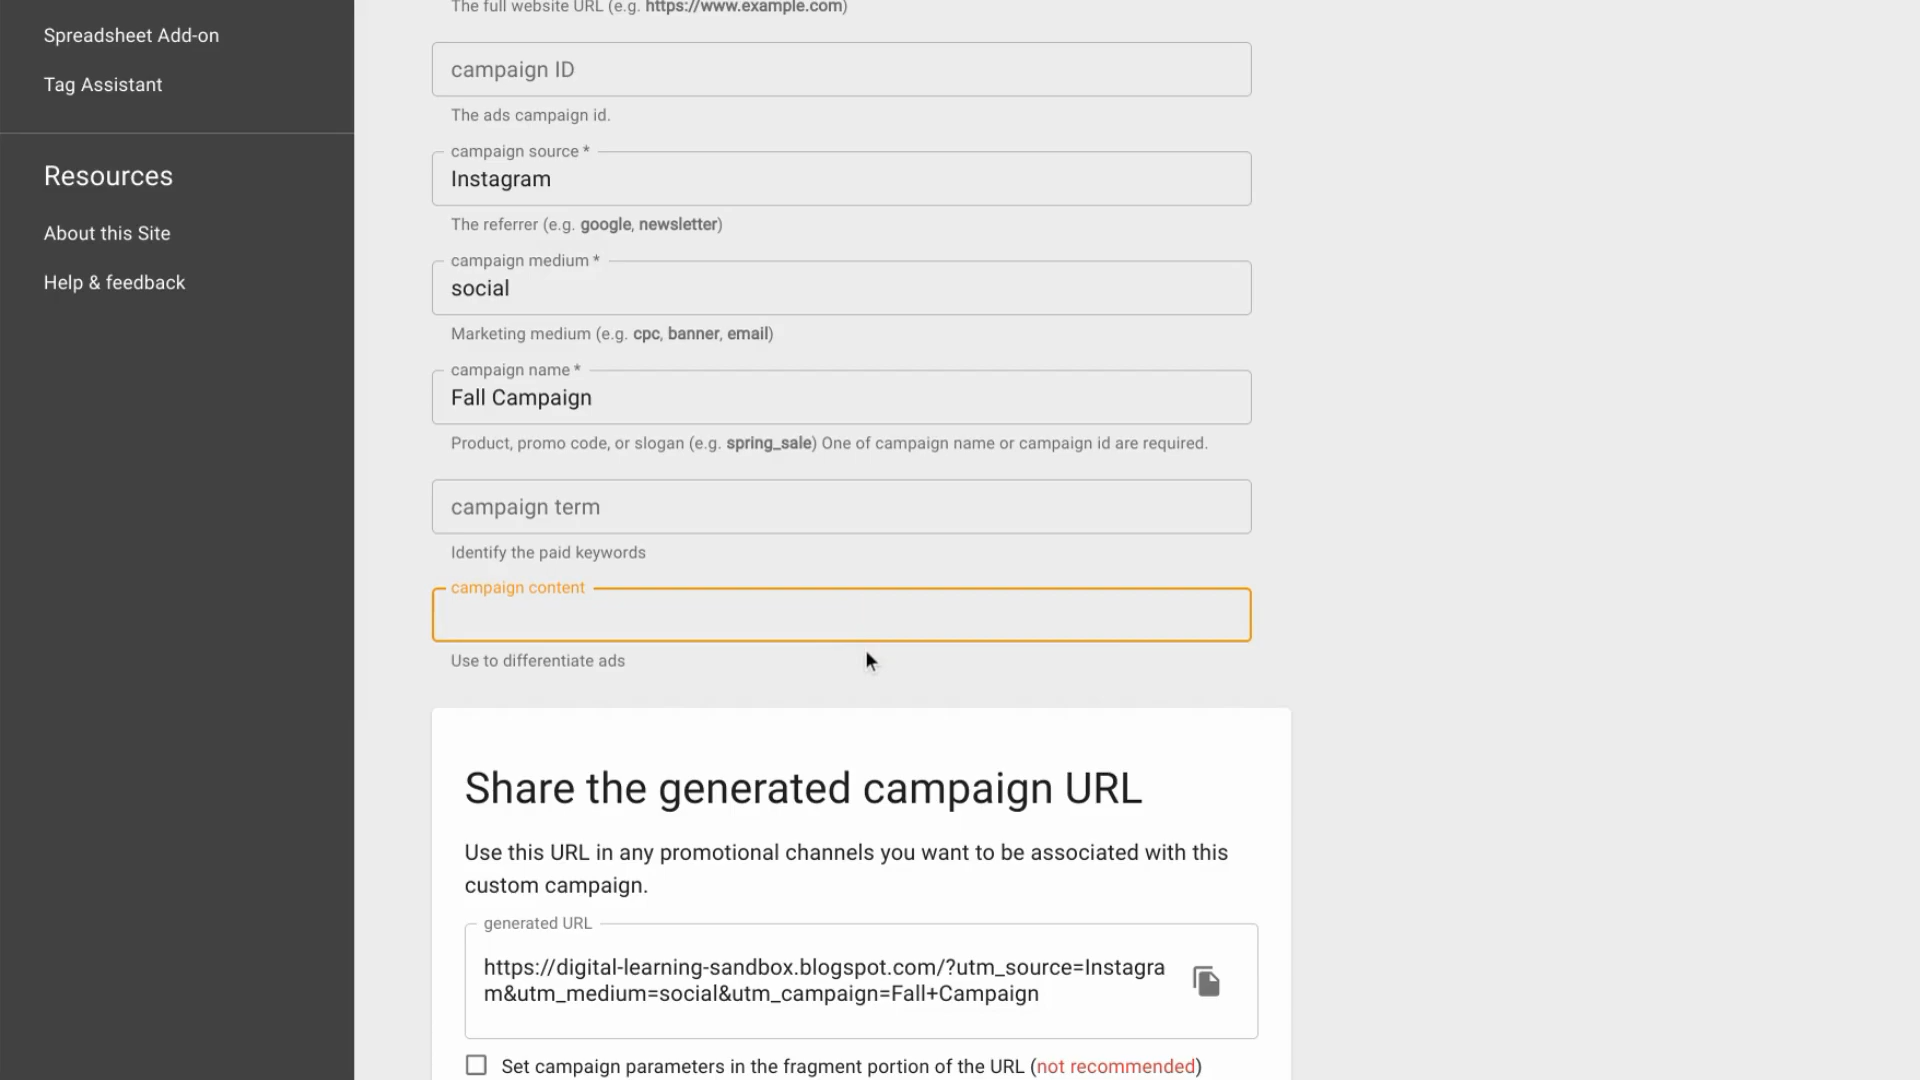 Spreadsheet Add-on
Tag Assistant
Resources
About this Site
Help & feedback
The full website URL (e.g. https://www.example.com)
campaign ID
The ads campaign id.
campaign source *
Instagram
The referrer (e.g. google, newsletter)
campaign medium *
social
Marketing medium (e.g. cpc, banner, email)
campaign name *
Fall Campaign
Product, promo code, or slogan (e.g. spring_sale) One of campaign name or campaign id are required.
campaign term
Identify the paid keywords
campaign content
Use to differentiate ads
Share the generated campaign URL
Use this URL in any promotional channels you want to be associated with this
custom campaign.
generated URL
https://digital-learning-sandbox.blogspot.com/?utm_source=Instagra
m&utm_medium=social&utm_campaign=Fall+Campaign
Set campaign parameters in the fragment portion of the URL (not recommended)